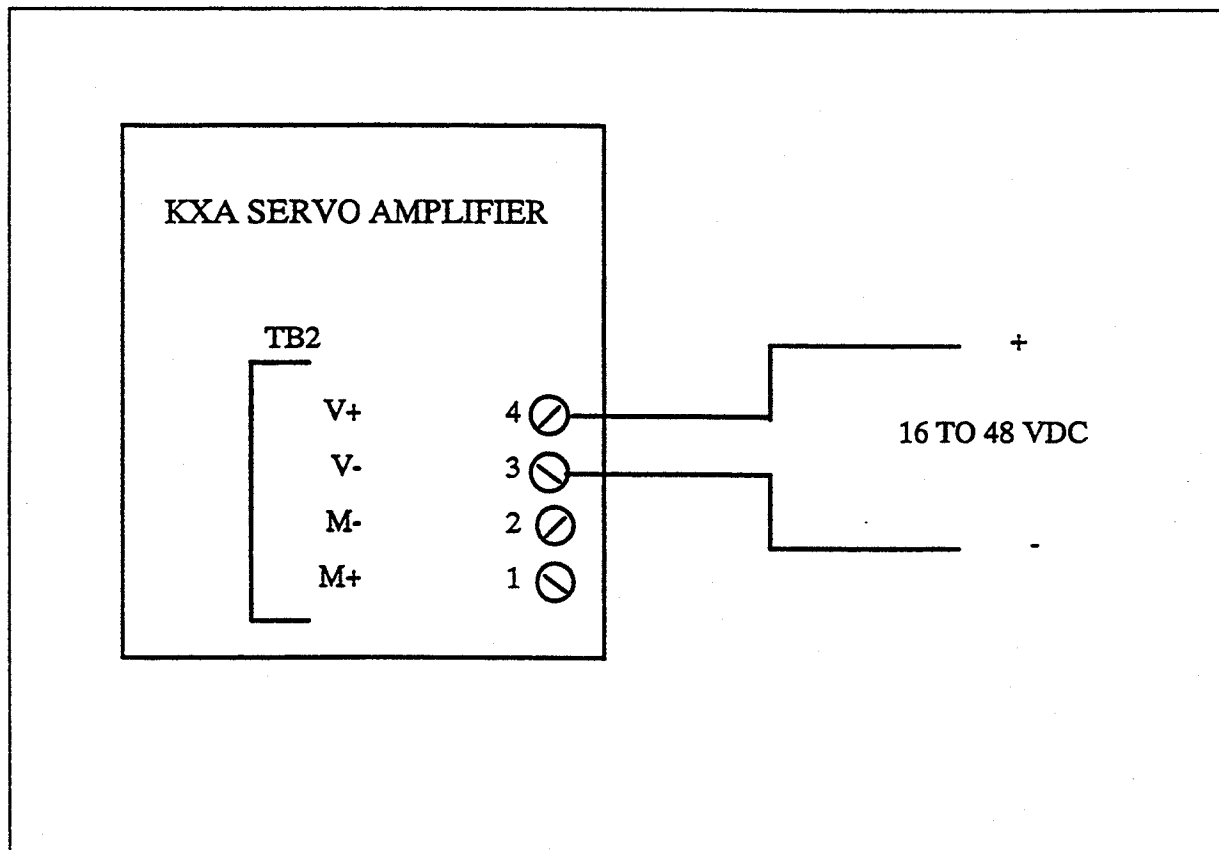 KXA SERVO AMPLIFIER
TB2
V+ 4
V- 3
M- 2
M+ 1
+
16 TO 48 VDC
-